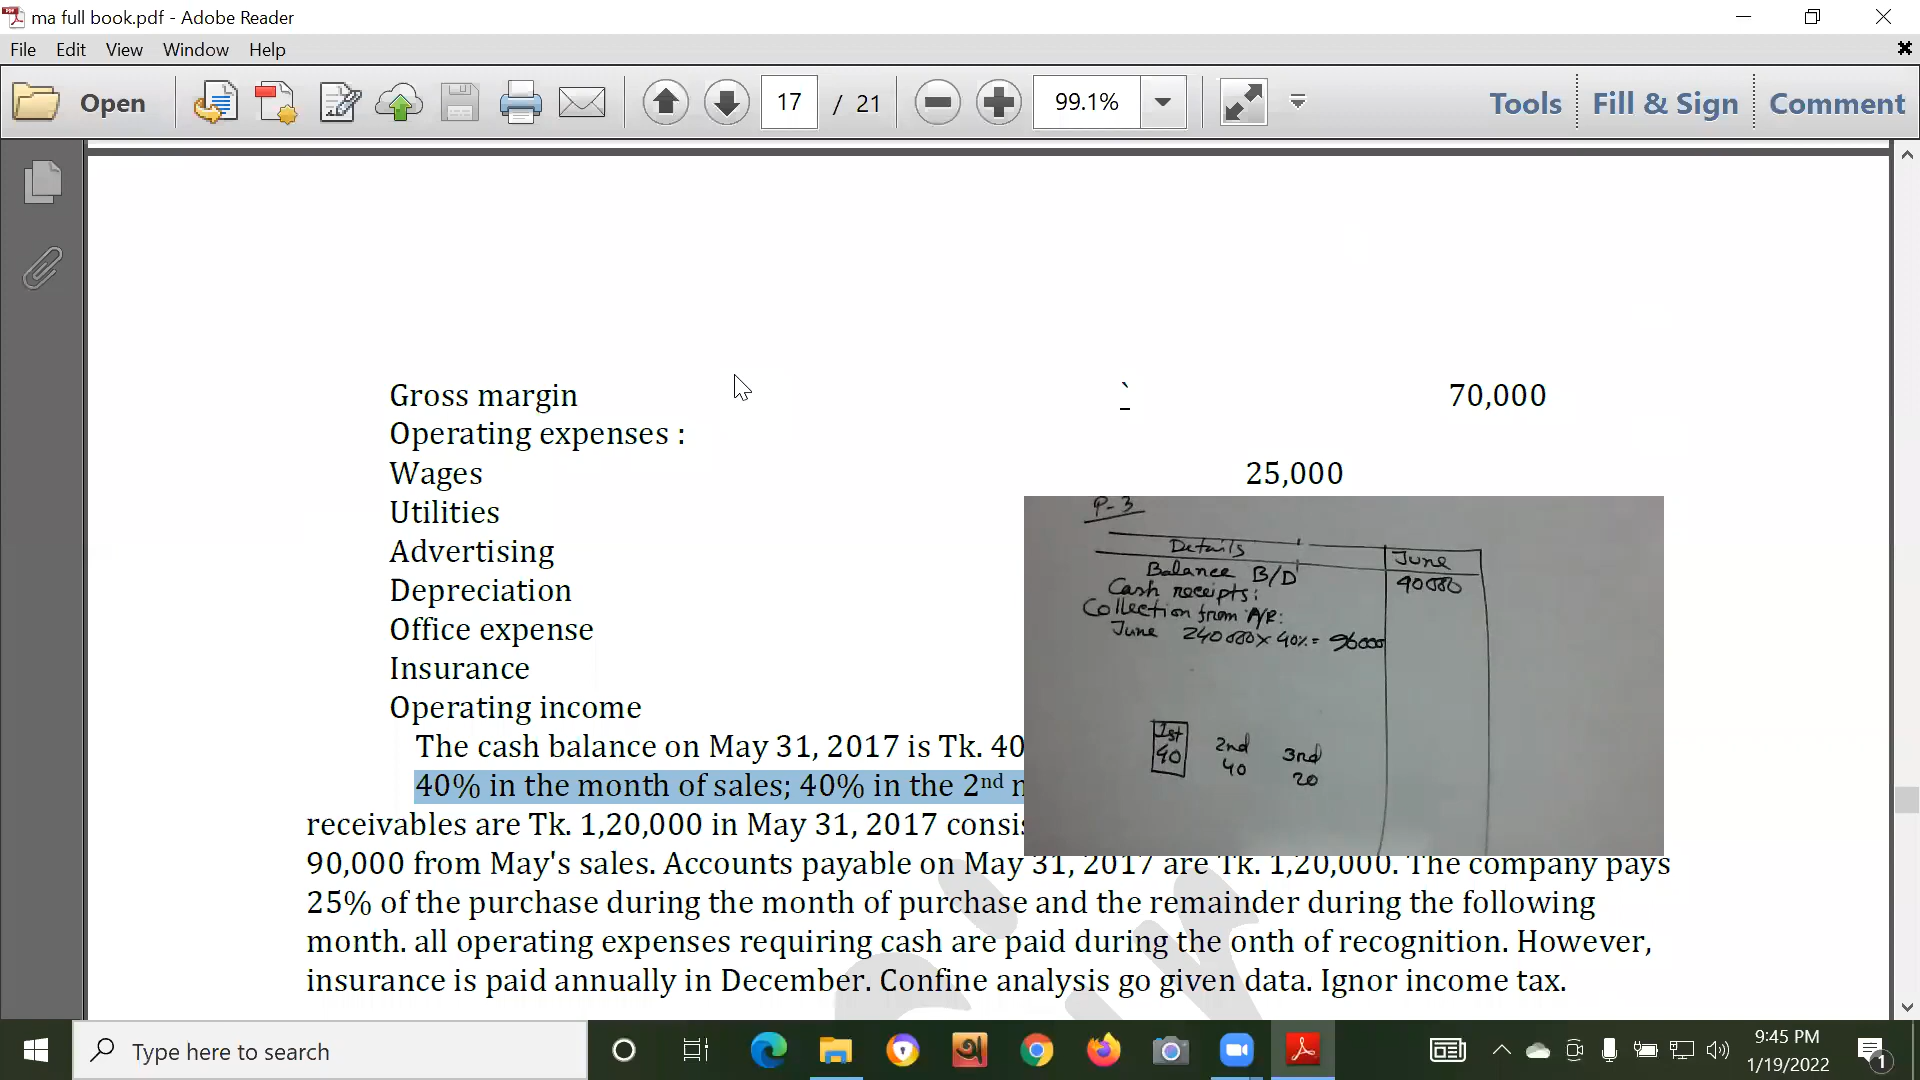 ma full book.pdf - Adobe Reader
File Edit View Window Help
Open 17 / 21 99.1% Tools Fill & Sign Comment
Gross margin ` 70,000
Operating expenses :
Wages 25,000
Utilities
Advertising
Depreciation
Office expense
Insurance
Operating income
The cash balance on May 31, 2017 is Tk. 40
40% in the month of sales; 40% in the 2nd
receivables are Tk. 1,20,000 in May 31, 2017
90,000 from May's sales. Accounts payable on May 31, 2017 are Tk. 1,20,000. The company pays
25% of the purchase during the month of purchase and the remainder during the following
month. all operating expenses requiring cash are paid during the onth of recognition. However,
insurance is paid annually in December. Confine analysis go given data. Ignor income tax.
P-3
Details June
Balance B/D 40000
Cash receipts:
Collection from A/R:
June 240000 × 40% = 96000
1st 2nd 3rd
40 40 20
Type here to search
9:45 PM
1/19/2022
1